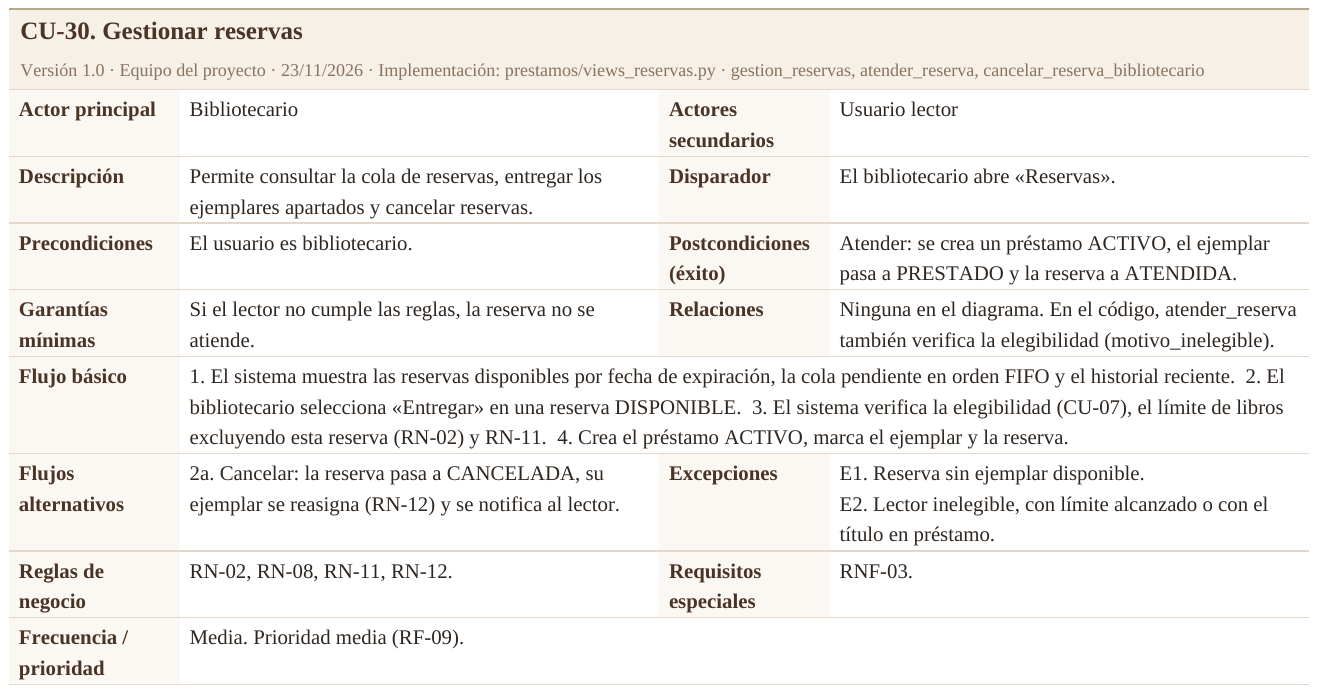 CU-30. Gestionar reservas
Versión 1.0 · Equipo del proyecto · 23/11/2026 · Implementación: prestamos/views_reservas.py · gestion_reservas, atender_reserva, cancelar_reserva_bibliotecario
Actor principal
Bibliotecario
Actores
secundarios
Usuario lector
Descripción
Permite consultar la cola de reservas, entregar los
ejemplares apartados y cancelar reservas.
Disparador
El bibliotecario abre «Reservas».
Precondiciones
El usuario es bibliotecario.
Postcondiciones
(éxito)
Atender: se crea un préstamo ACTIVO, el ejemplar
pasa a PRESTADO y la reserva a ATENDIDA.
Garantías
mínimas
Si el lector no cumple las reglas, la reserva no se
atiende.
Relaciones
Ninguna en el diagrama. En el código, atender_reserva
también verifica la elegibilidad (motivo_inelegible).
Flujo básico
1. El sistema muestra las reservas disponibles por fecha de expiración, la cola pendiente en orden FIFO y el historial reciente. 2. El
bibliotecario selecciona «Entregar» en una reserva DISPONIBLE. 3. El sistema verifica la elegibilidad (CU-07), el límite de libros
excluyendo esta reserva (RN-02) y RN-11. 4. Crea el préstamo ACTIVO, marca el ejemplar y la reserva.
Flujos
alternativos
2a. Cancelar: la reserva pasa a CANCELADA, su
ejemplar se reasigna (RN-12) y se notifica al lector.
Excepciones
E1. Reserva sin ejemplar disponible.
E2. Lector inelegible, con límite alcanzado o con el
título en préstamo.
Reglas de
negocio
RN-02, RN-08, RN-11, RN-12.
Requisitos
especiales
RNF-03.
Frecuencia /
prioridad
Media. Prioridad media (RF-09).